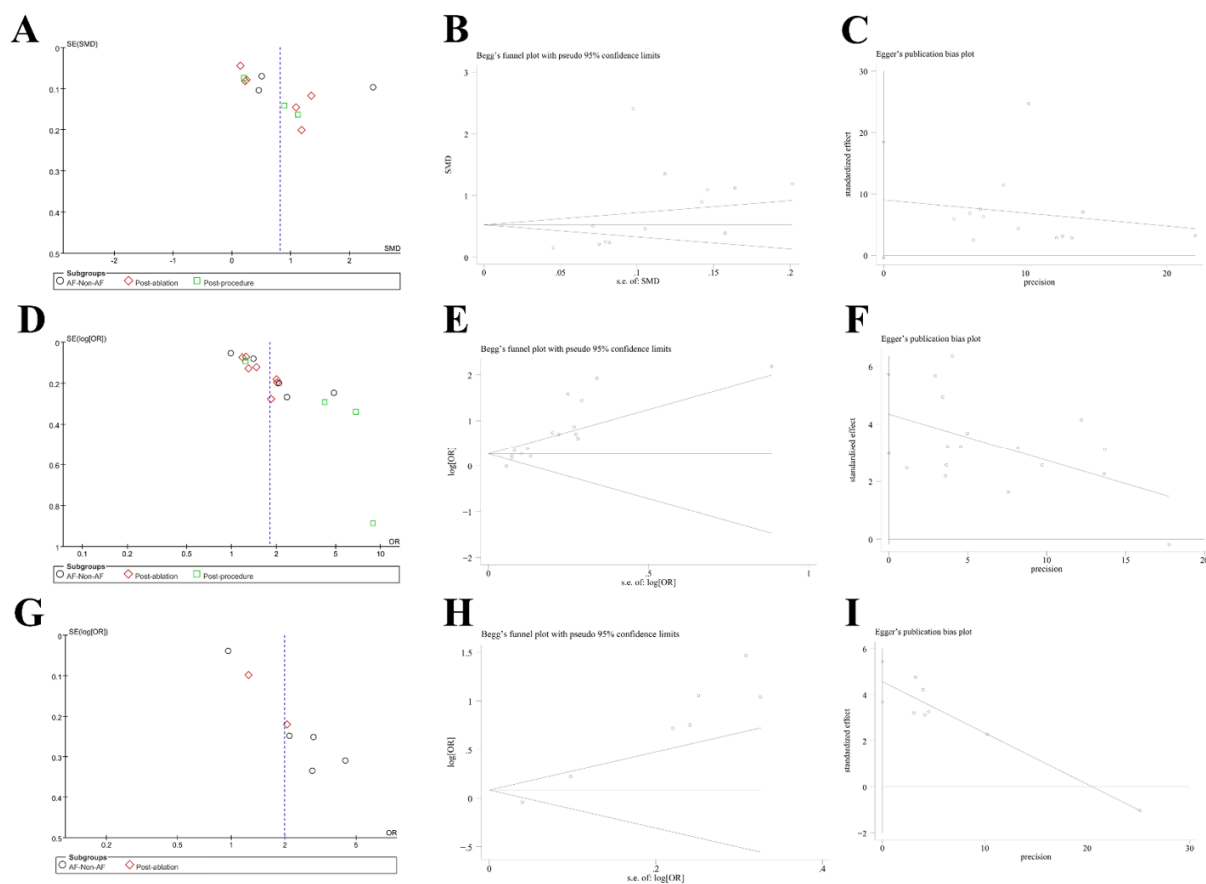 A
SE(SMD)
0
0.1
0.2
0.3
0.4
0.5
-2
-1
0
1
2
SMD
Subgroups
AF-Non-AF
Post-ablation
Post-procedure
B
Begg's funnel plot with pseudo 95% confidence limits
3
2
1
0
SMD
0
.05
.1
.15
.2
s.e. of: SMD
C
Egger's publication bias plot
30
20
10
0
standardized effect
0
10
20
precision
D
SE(log[OR])
0
0.2
0.4
0.6
0.8
1
0.1
0.2
0.5
1
2
5
10
OR
Subgroups
AF-Non-AF
Post-ablation
Post-procedure
E
Begg's funnel plot with pseudo 95% confidence limits
2
1
0
−1
−2
log[OR]
0
.5
1
s.e. of: log[OR]
F
Egger's publication bias plot
6
4
2
0
standardized effect
0
5
10
15
20
precision
G
SE(log[OR])
0
0.1
0.2
0.3
0.4
0.5
0.2
0.5
1
2
5
OR
Subgroups
AF-Non-AF
Post-ablation
H
Begg's funnel plot with pseudo 95% confidence limits
1.5
1
.5
0
−.5
log[OR]
0
.2
.4
s.e. of: log[OR]
I
Egger's publication bias plot
6
4
2
0
−2
standardized effect
0
10
20
30
precision